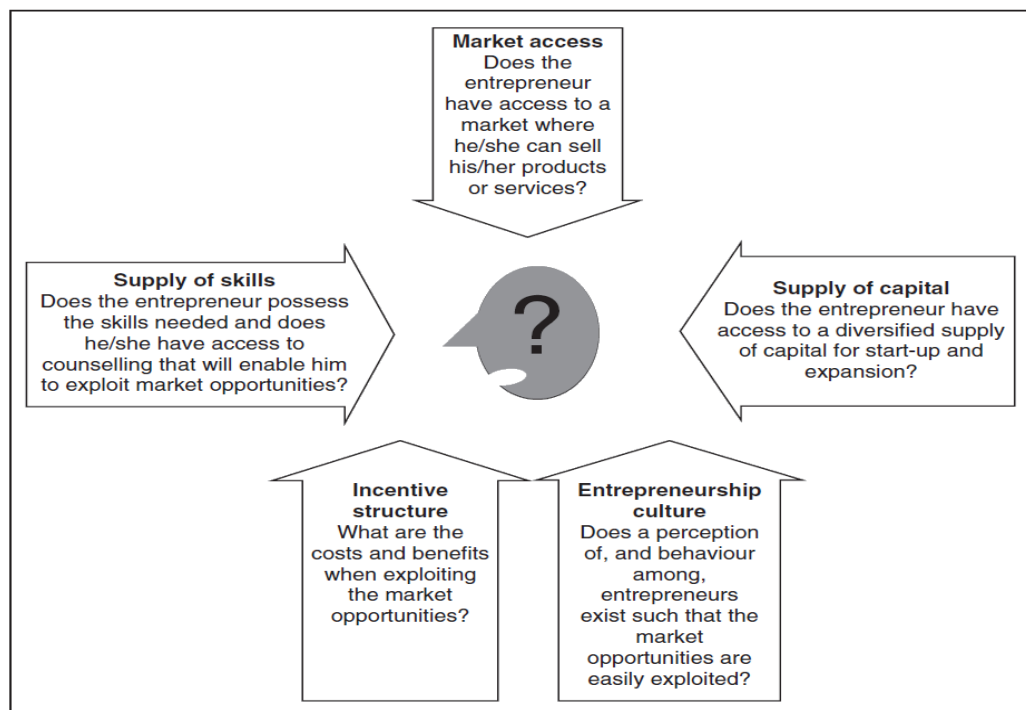 Market access
Does the
entrepreneur
have access to a
market where
he/she can sell
his/her products
or services?
Supply of skills
Does the entrepreneur possess
the skills needed and does
he/she have access to
counselling that will enable him
to exploit market opportunities?
?
Supply of capital
Does the entrepreneur have
access to a diversified supply
of capital for start-up and
expansion?
Incentive
structure
What are the
costs and benefits
when exploiting
the market
opportunities?
Entrepreneurship
culture
Does a perception
of, and behaviour
among,
entrepreneurs
exist such that the
market
opportunities are
easily exploited?